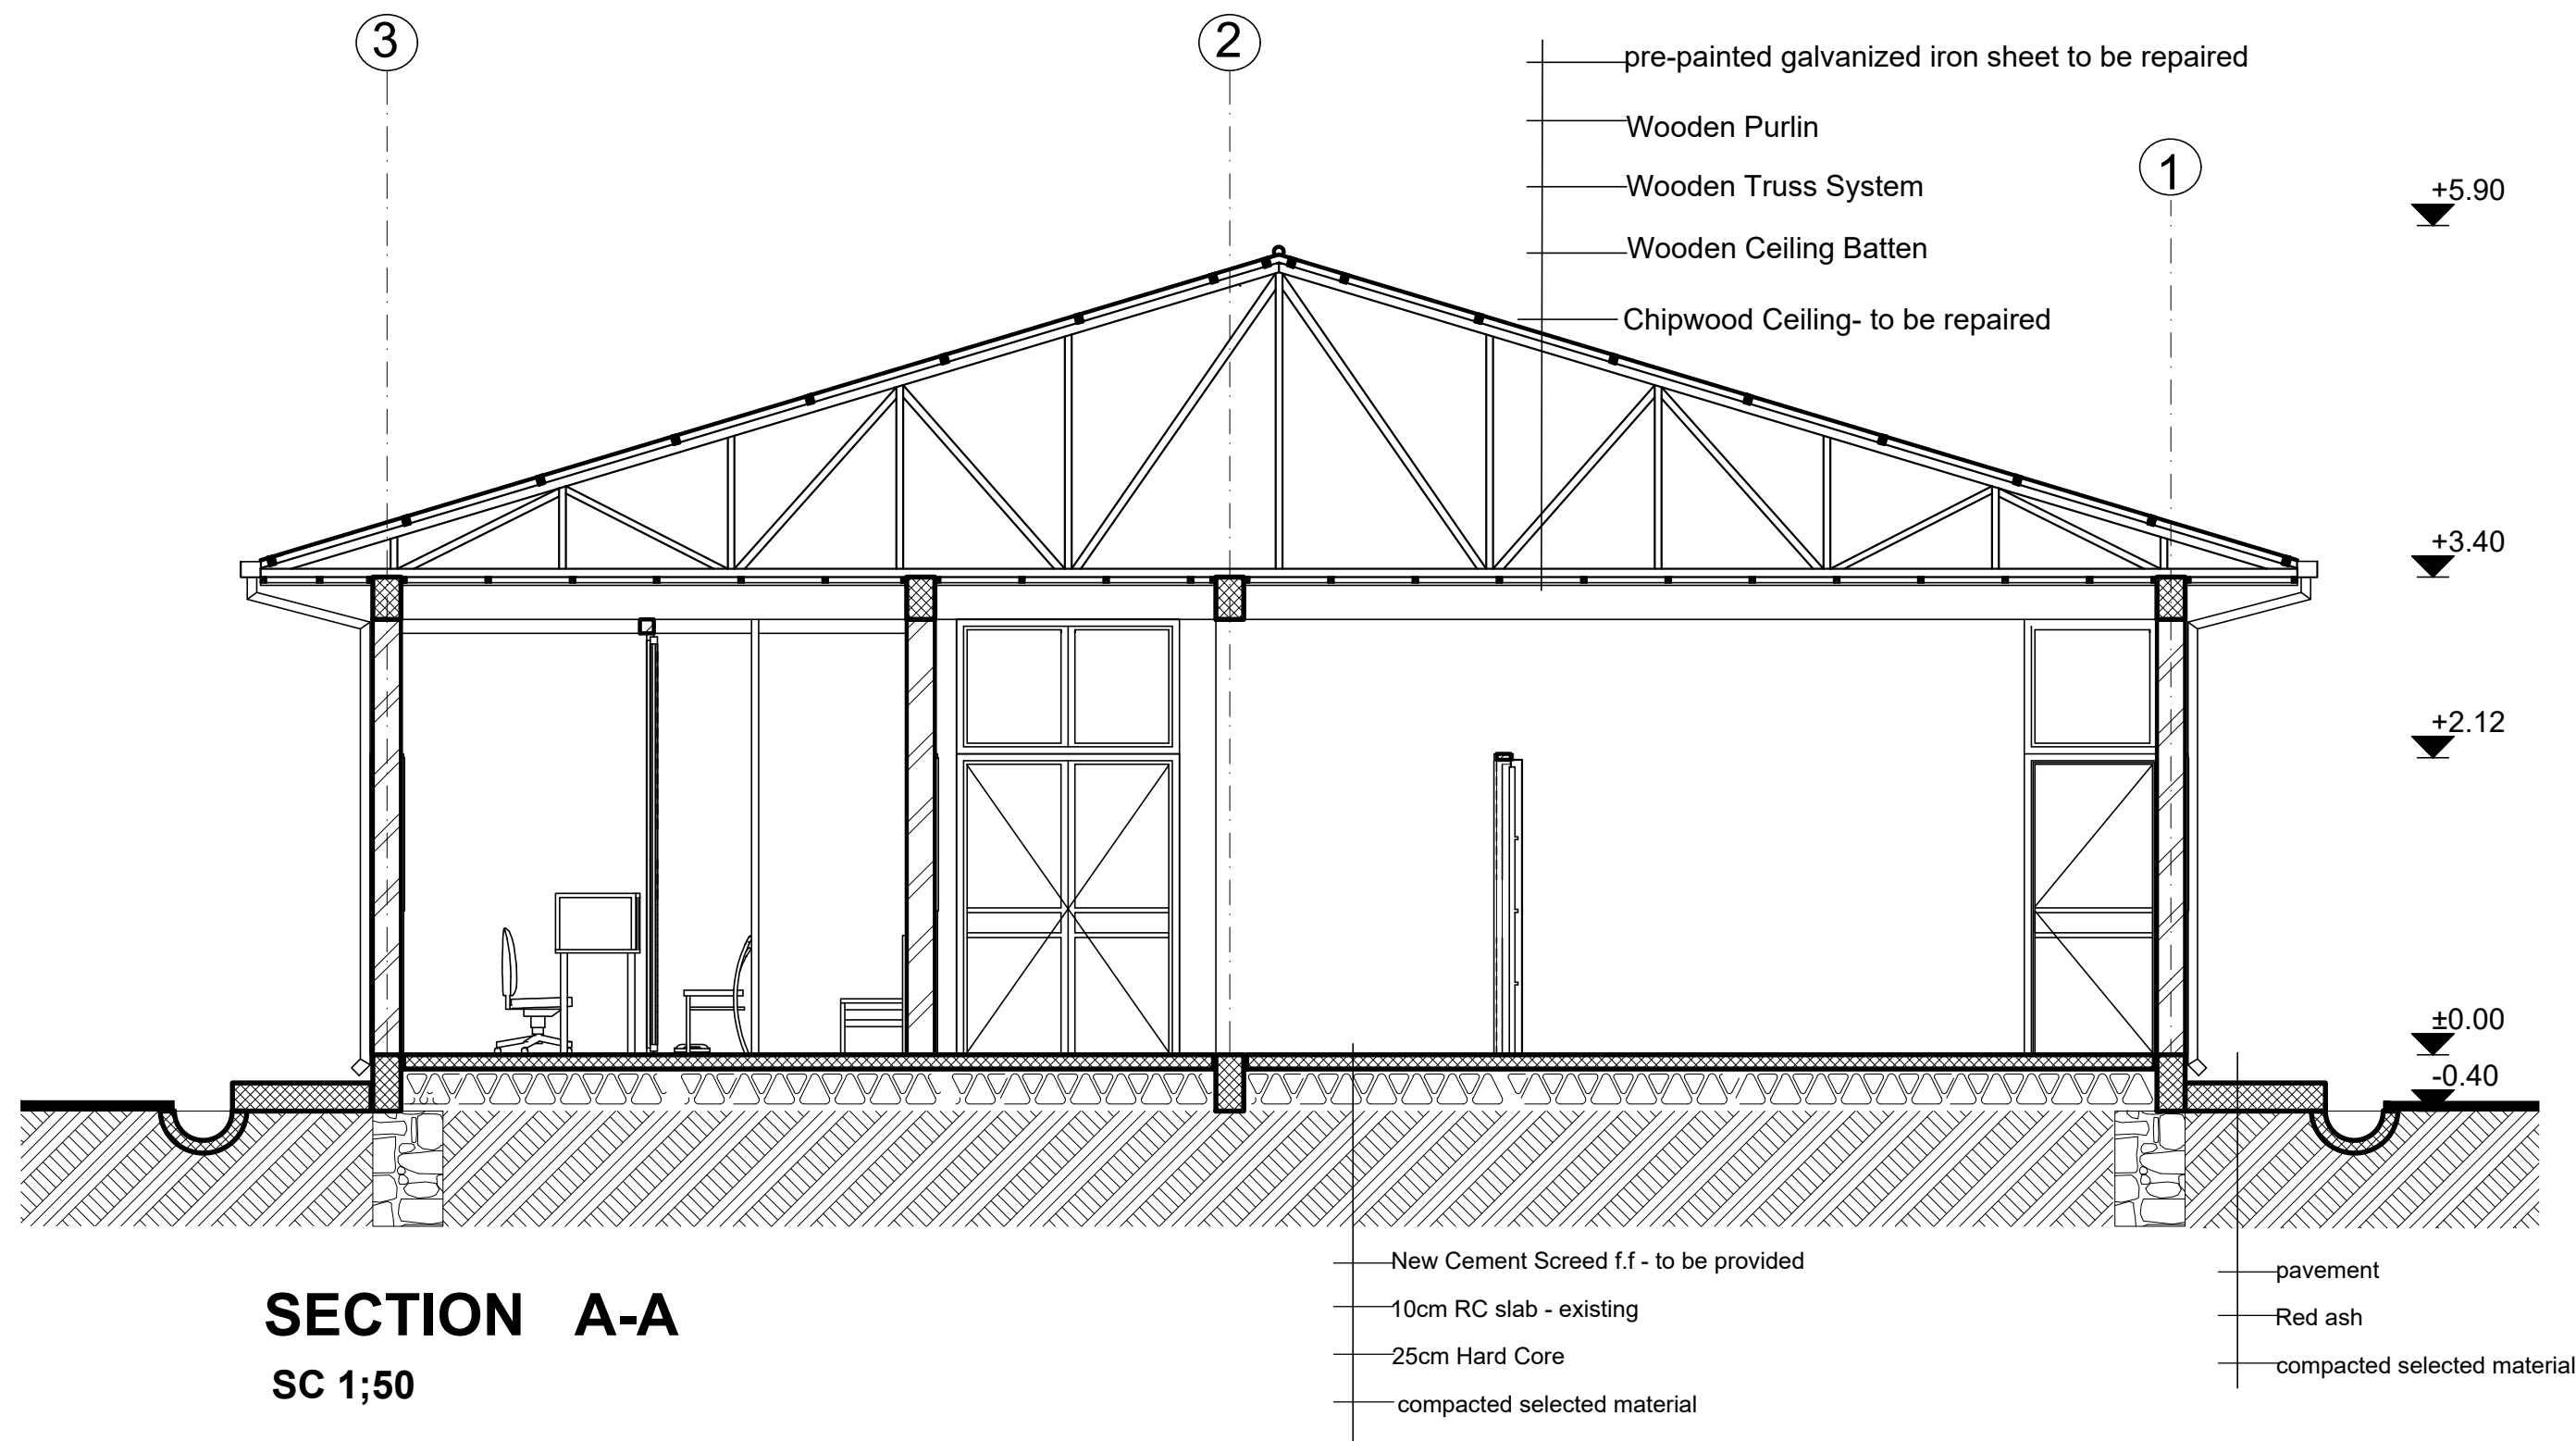 3
2
pre-painted galvanized iron sheet to be repaired
Wooden Purlin
1
Wooden Truss System
+5.90
Wooden Ceiling Batten
Chipwood Ceiling- to be repaired
+3.40
+2.12
±0.00
-0.40
New Cement Screed f.f - to be provided
10cm RC slab - existing
25cm Hard Core
compacted selected material
pavement
Red ash
compacted selected material
SECTION A-A
SC 1;50